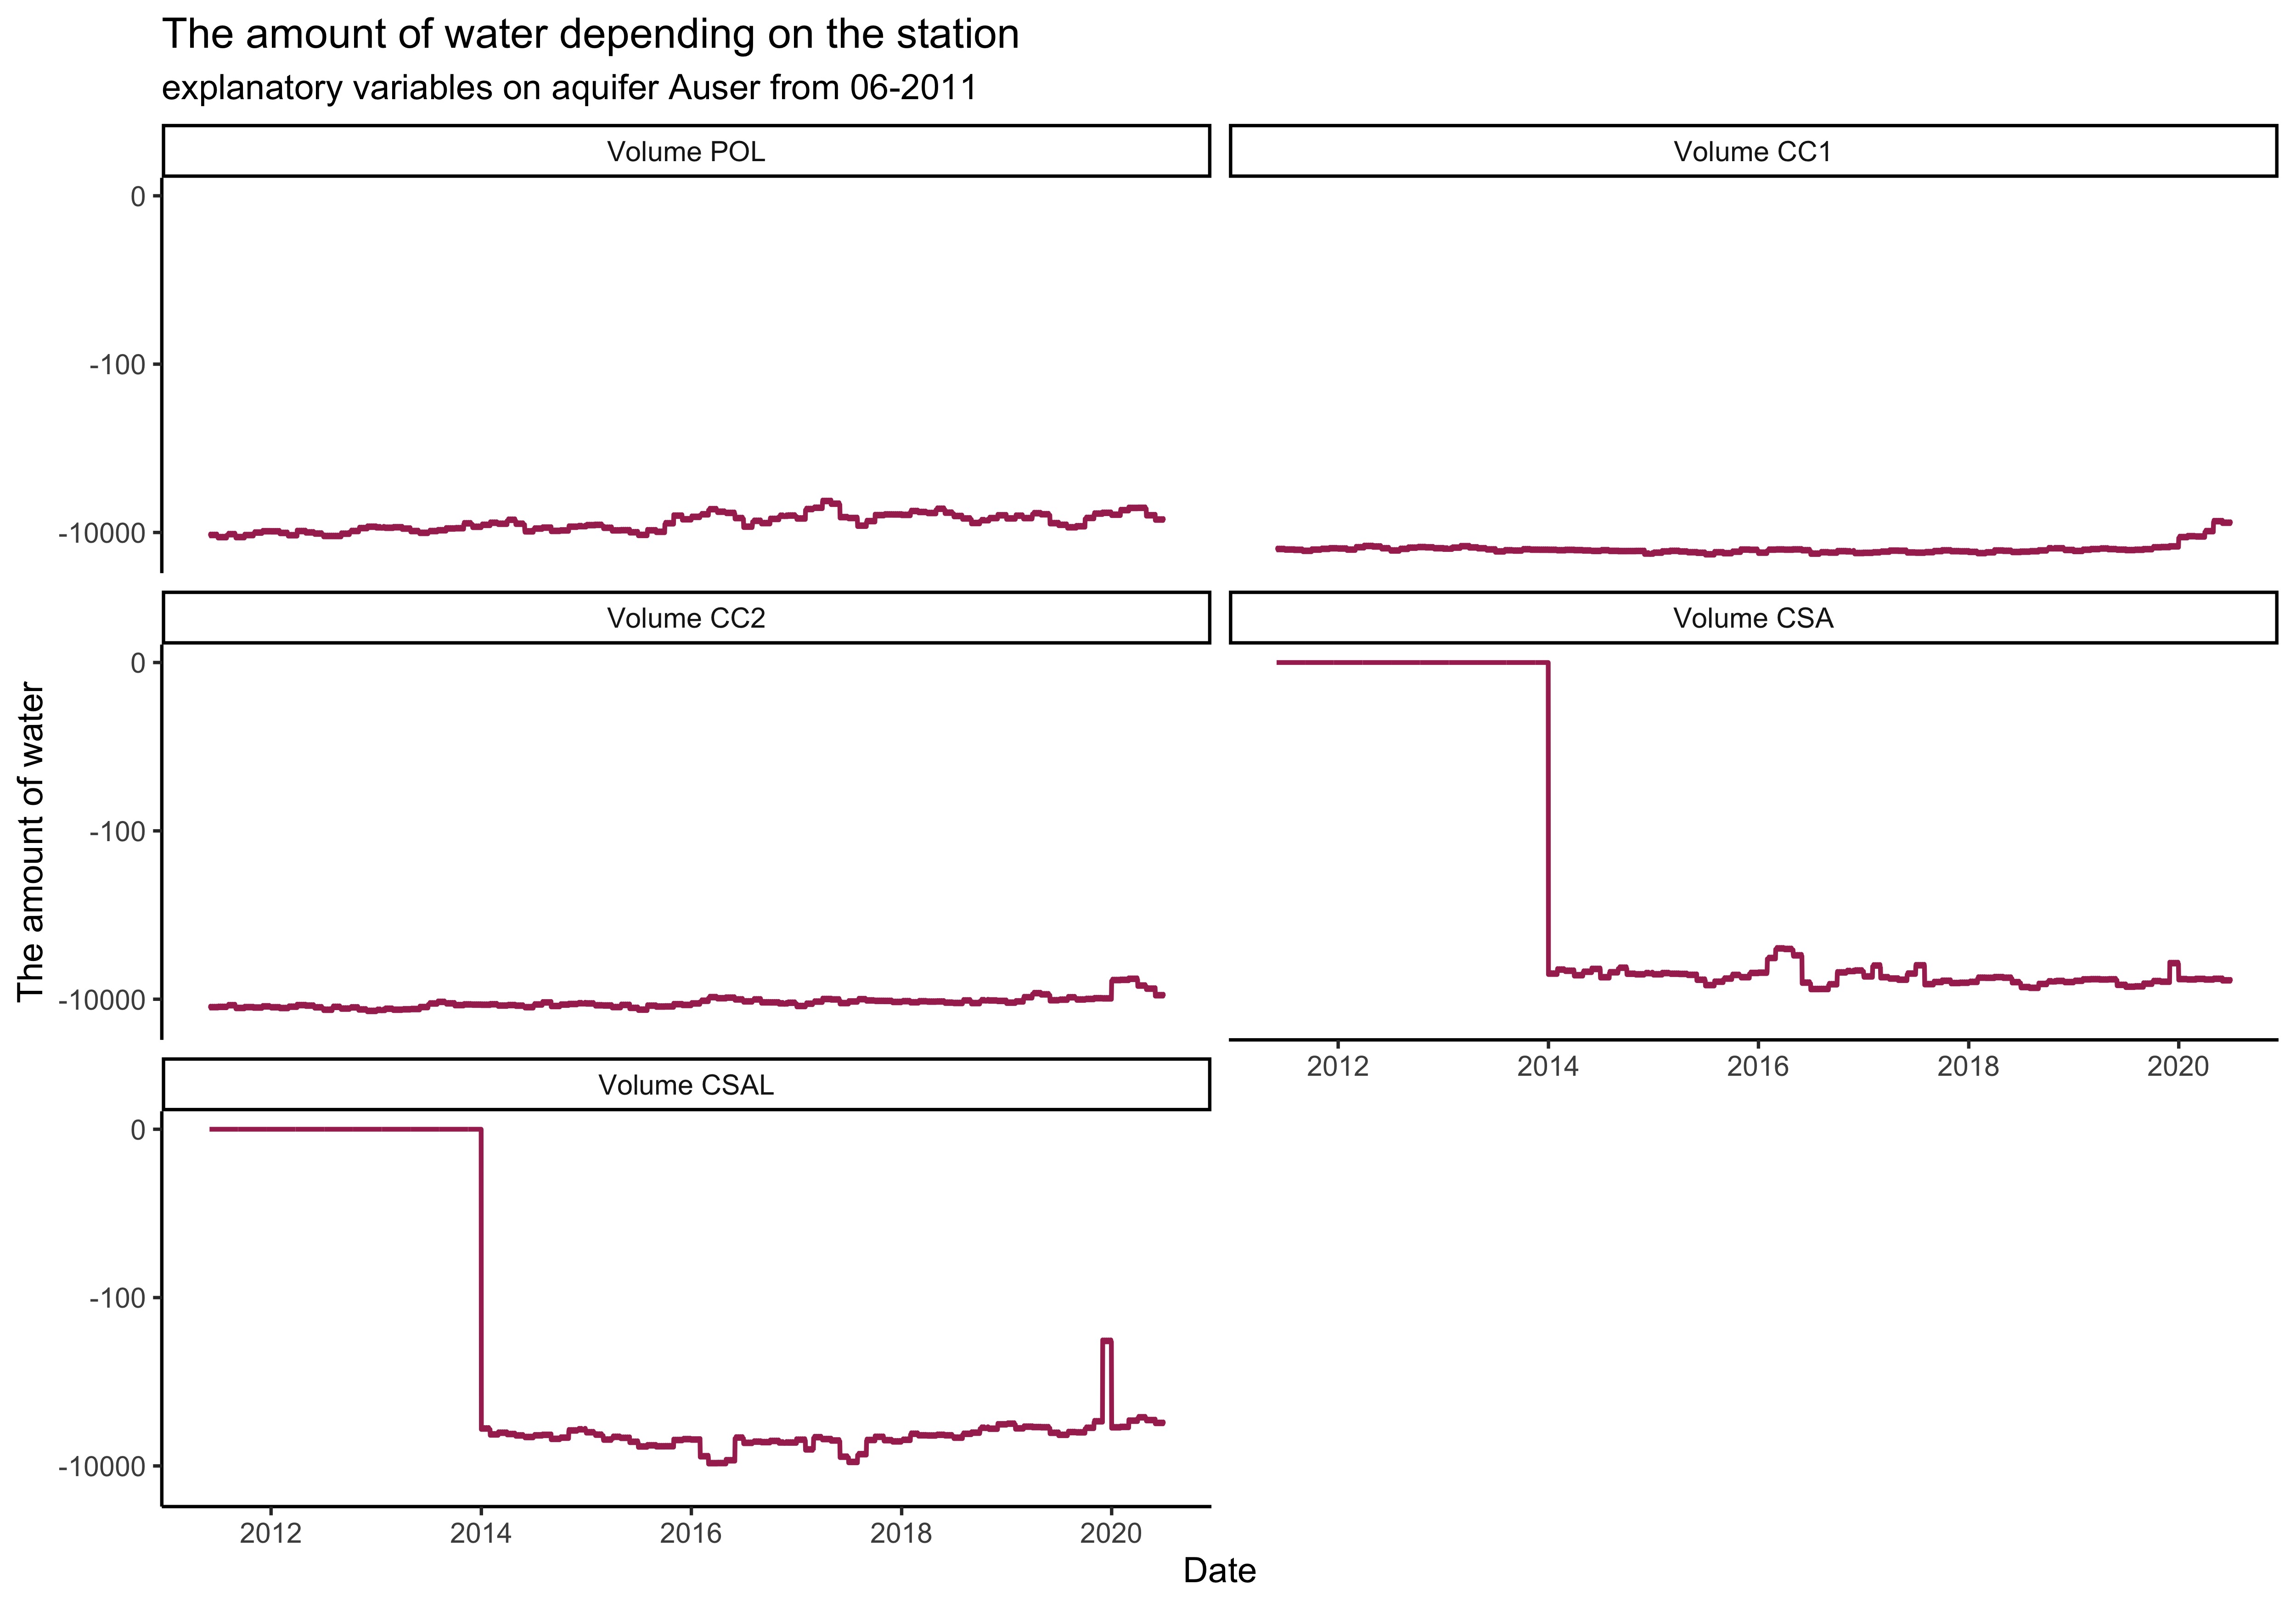 The amount of water depending on the station
explanatory variables on aquifer Auser from 06-2011
Volume POL
Volume CC1
0
-100
-10000
Volume CC2
Volume CSA
0
-100
-10000
2012 2014 2016 2018 2020
Volume CSAL
0
-100
-10000
2012 2014 2016 2018 2020
The amount of water
Date